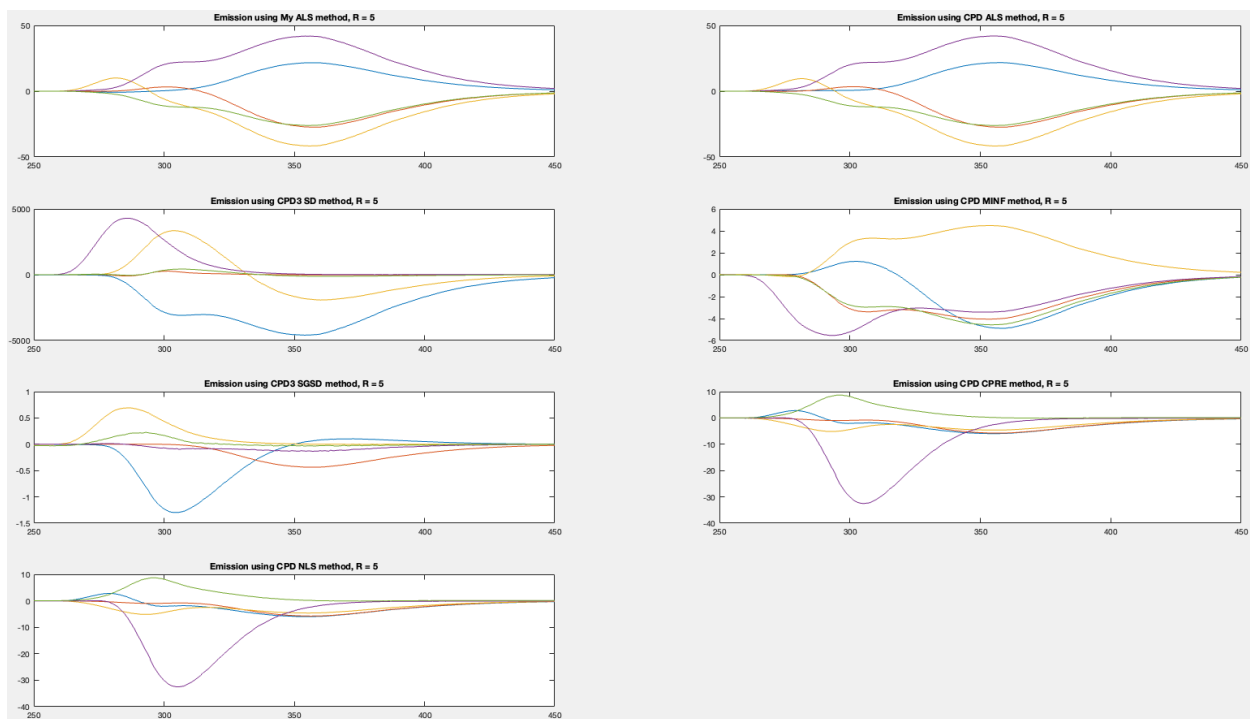 Emission using My ALS method, R = 5
50
0
-50
250 300 350 400 450
Emission using CPD ALS method, R = 5
50
0
-50
250 300 350 400 450
Emission using CPD3 SD method, R = 5
5000
0
-5000
250 300 350 400 450
Emission using CPD MINF method, R = 5
6
4
2
0
-2
-4
-6
250 300 350 400 450
Emission using CPD3 SGSD method, R = 5
1
0.5
0
-0.5
-1
-1.5
250 300 350 400 450
Emission using CPD CPRE method, R = 5
10
0
-10
-20
-30
-40
250 300 350 400 450
Emission using CPD NLS method, R = 5
10
0
-10
-20
-30
-40
250 300 350 400 450